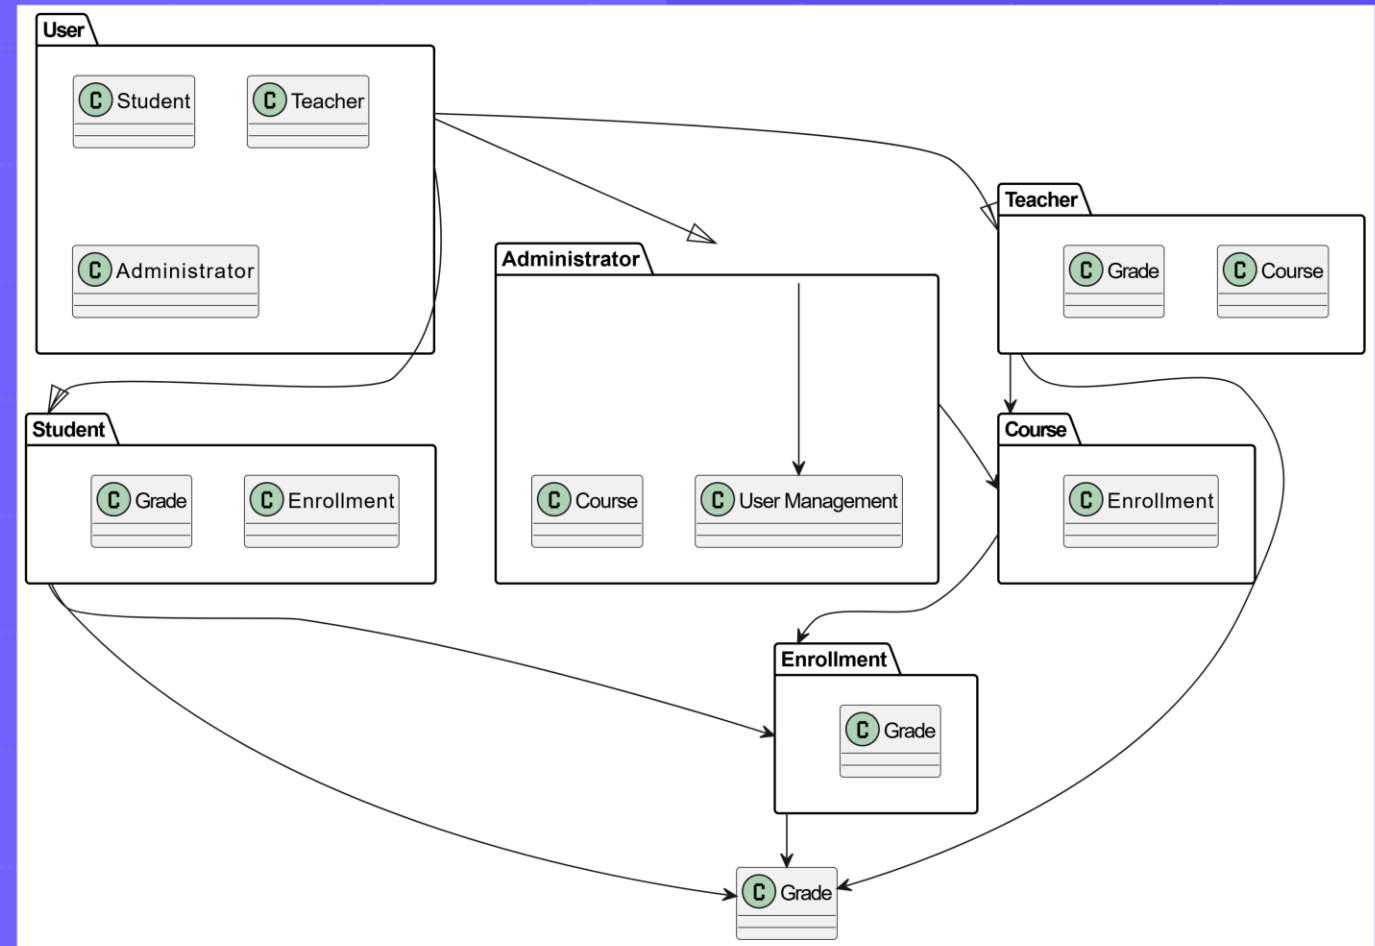 User
C Student
C Teacher
C Administrator
Teacher
C Grade
C Course
Administrator
C Course
C User Management
Student
C Grade
C Enrollment
Course
C Enrollment
Enrollment
C Grade
C Grade